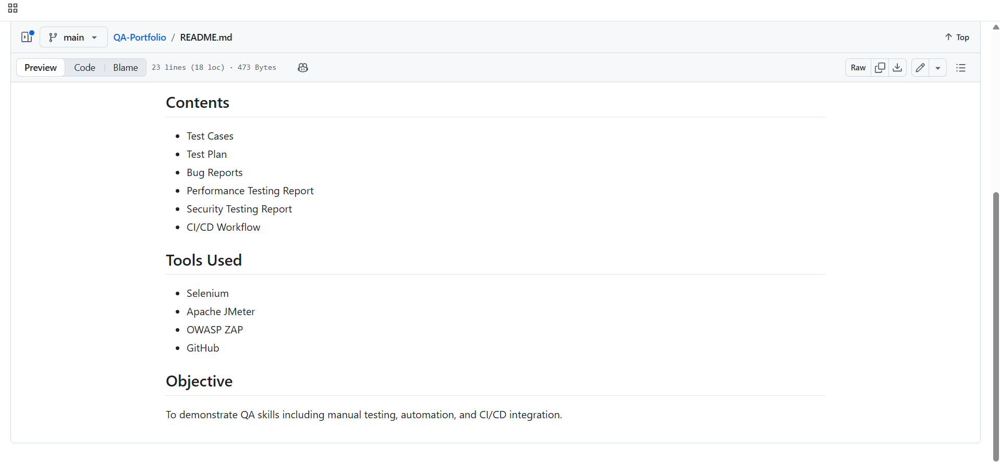 main
QA-Portfolio / README.md
Top
Preview
Code
Blame
23 lines (18 loc) · 473 Bytes
Raw
Contents
• Test Cases
• Test Plan
• Bug Reports
• Performance Testing Report
• Security Testing Report
• CI/CD Workflow
Tools Used
• Selenium
• Apache JMeter
• OWASP ZAP
• GitHub
Objective
To demonstrate QA skills including manual testing, automation, and CI/CD integration.